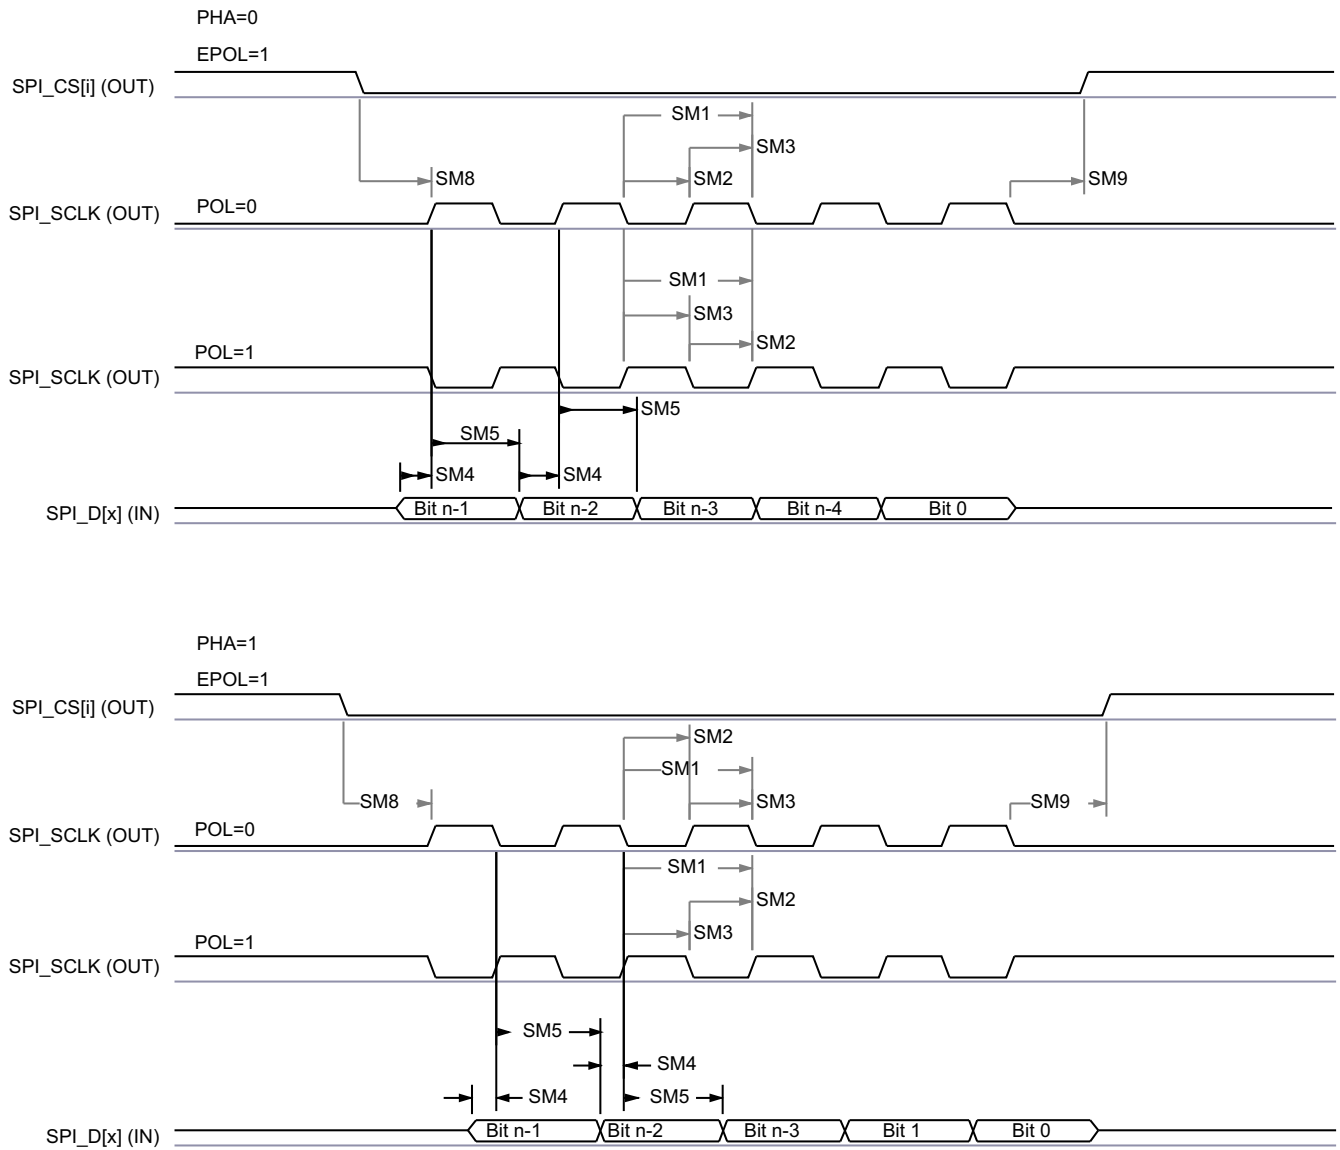 PHA=0
EPOL=1
SPI_CS[i] (OUT)
SM1
SM3
SM8
SM2
SM9
SPI_SCLK (OUT)
POL=0
SM1
SM3
SM2
POL=1
SPI_SCLK (OUT)
SM5
SM5
SM4
SM4
SPI_D[x] (IN)
Bit n-1
Bit n-2
Bit n-3
Bit n-4
Bit 0
PHA=1
EPOL=1
SPI_CS[i] (OUT)
SM2
SM1
SM8
SM3
SM9
SPI_SCLK (OUT)
POL=0
SM1
SM2
SM3
POL=1
SPI_SCLK (OUT)
SM5
SM4
SM4
SM5
SPI_D[x] (IN)
Bit n-1
Bit n-2
Bit n-3
Bit 1
Bit 0